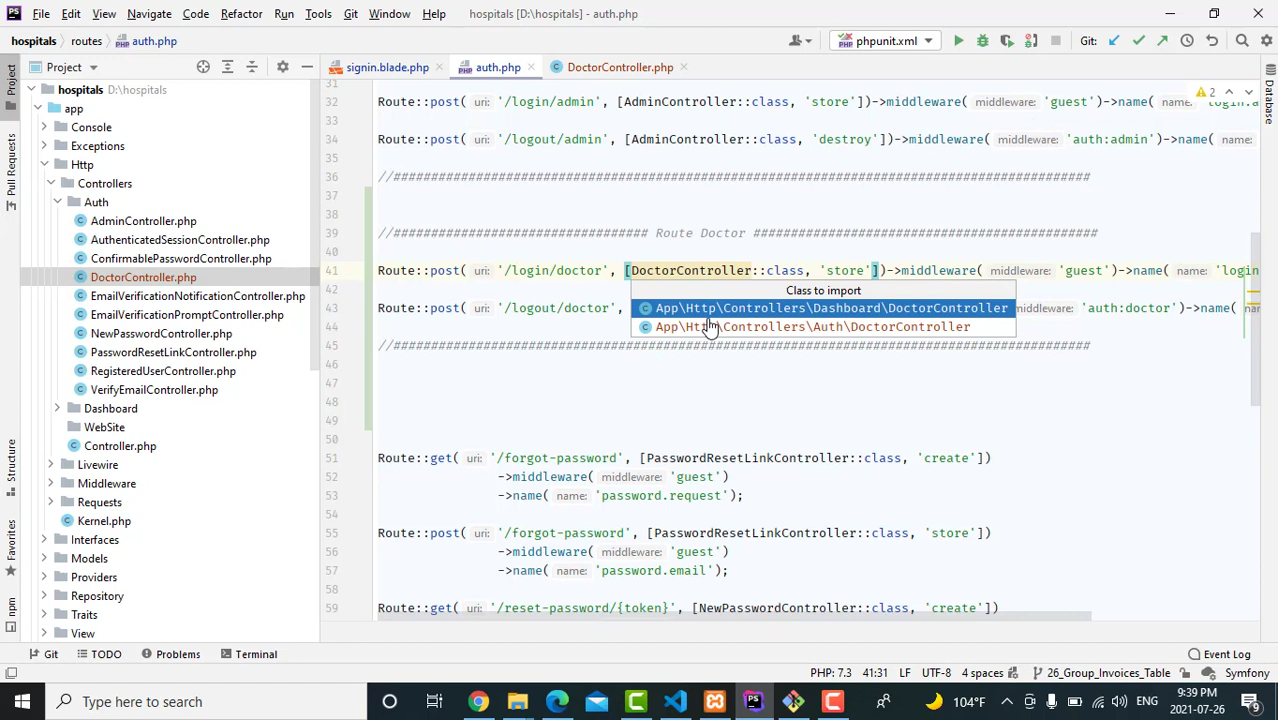 File Edit View Navigate Code Refactor Run Tools Git Window Help hospitals [D:\hospitals] - auth.php
hospitals routes auth.php phpunit.xml Git:
Project signin.blade.php auth.php DoctorController.php
hospitals D:\hospitals
app
Console
Exceptions
Http
Controllers
Auth
AdminController.php
AuthenticatedSessionController.php
ConfirmablePasswordController.php
DoctorController.php
EmailVerificationNotificationController.php
EmailVerificationPromptController.php
NewPasswordController.php
PasswordResetLinkController.php
RegisteredUserController.php
VerifyEmailController.php
Dashboard
WebSite
Controller.php
Livewire
Middleware
Requests
Kernel.php
Interfaces
Models
Providers
Repository
Traits
View
Project
Pull Requests
Structure
Favorites
npm
Database
2
31
32 Route::post( uri: '/login/admin', [AdminController::class, 'store'])->middleware( middleware: 'guest')->name( name:
33
34 Route::post( uri: '/logout/admin', [AdminController::class, 'destroy'])->middleware( middleware: 'auth:admin')->name( name:
35
36 //#############################################################################################
37
38
39 //################################## Route Doctor ##############################################
40
41 Route::post( uri: '/login/doctor', [DoctorController::class, 'store'])->middleware( middleware: 'guest')->name( name: 'login
42
43 Route::post( uri: '/logout/doctor', middleware: 'auth:doctor')->name( name:
44
45 //#############################################################################################
46
47
48
49
50
51 Route::get( uri: '/forgot-password', [PasswordResetLinkController::class, 'create'])
52 ->middleware( middleware: 'guest')
53 ->name( name: 'password.request');
54
55 Route::post( uri: '/forgot-password', [PasswordResetLinkController::class, 'store'])
56 ->middleware( middleware: 'guest')
57 ->name( name: 'password.email');
58
59 Route::get( uri: '/reset-password/{token}', [NewPasswordController::class, 'create'])
Class to import
App\Http\Controllers\Dashboard\DoctorController
App\Http\Controllers\Auth\DoctorController
Git TODO Problems Terminal Event Log
PHP: 7.3 41:31 LF UTF-8 4 spaces 26_Group_Invoices_Table Symfony
Type here to search 104°F ENG 9:39 PM 2021-07-26 9